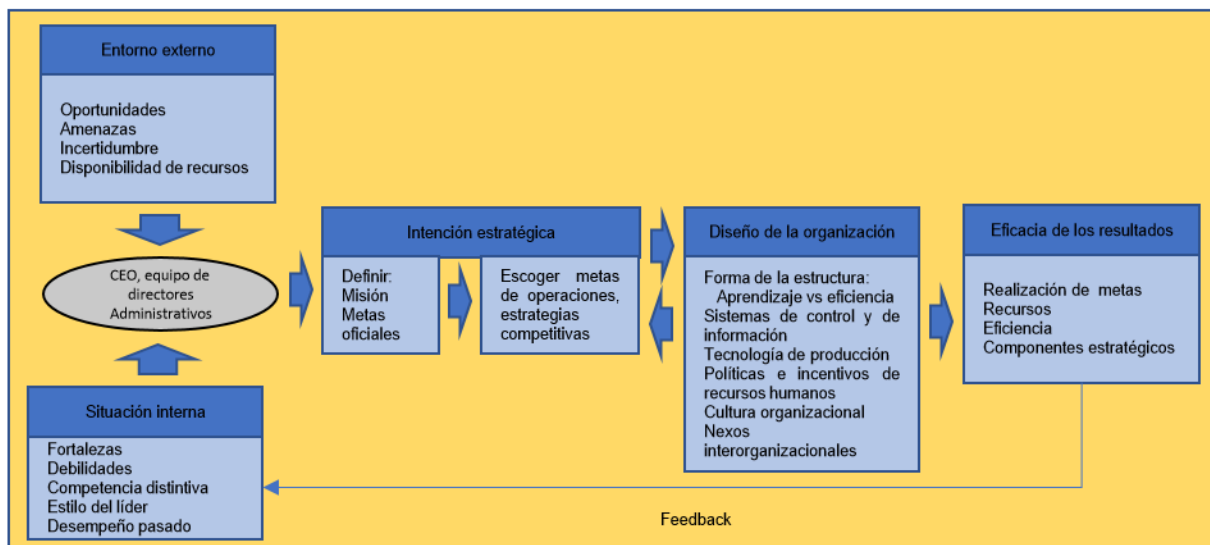 Entorno externo
Oportunidades
Amenazas
Incertidumbre
Disponibilidad de recursos
CEO, equipo de
directores
Administrativos
Situación interna
Fortalezas
Debilidades
Competencia distintiva
Estilo del líder
Desempeño pasado
Intención estratégica
Definir:
Misión
Metas
oficiales
Escoger metas
de operaciones,
estrategias
competitivas
Diseño de la organización
Forma de la estructura:
Aprendizaje vs eficiencia
Sistemas de control y de
información
Tecnología de producción
Políticas e incentivos de
recursos humanos
Cultura organizacional
Nexos
interorganizacionales
Eficacia de los resultados
Realización de metas
Recursos
Eficiencia
Componentes estratégicos
Feedback